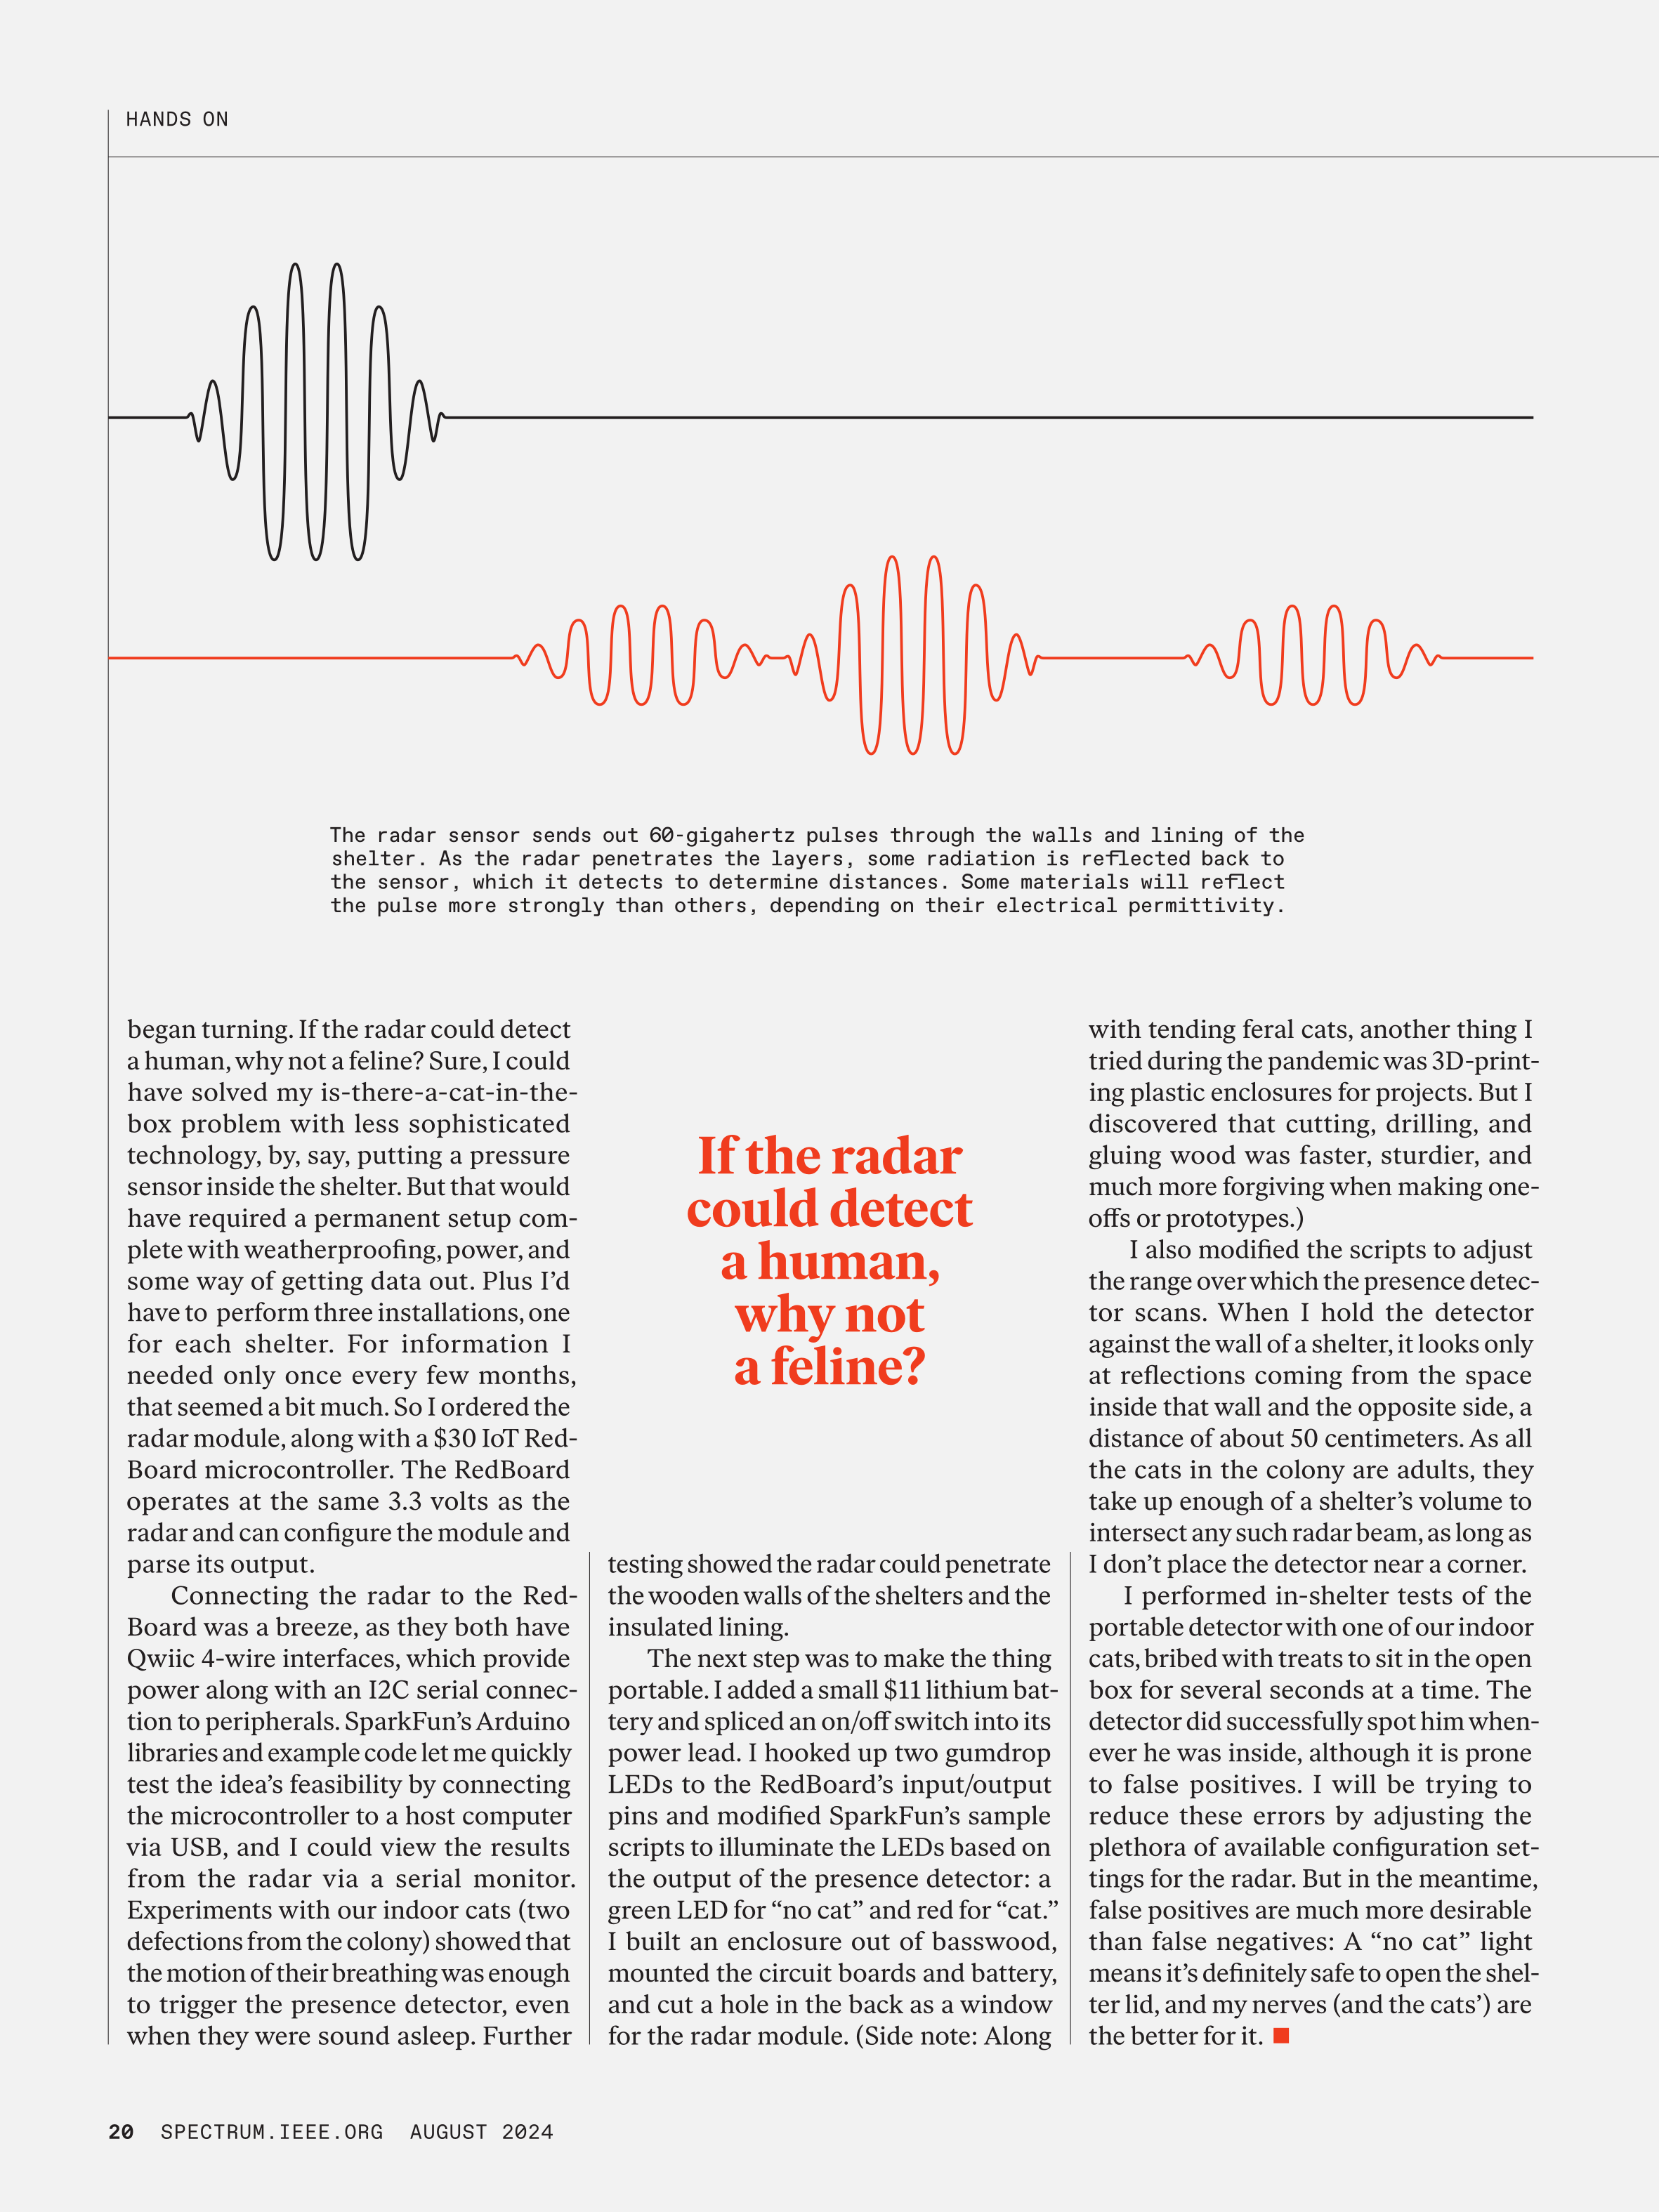 HANDS ON
The radar sensor sends out 60-gigahertz pulses through the walls and lining of the
shelter. As the radar penetrates the layers, some radiation is reflected back to
the sensor, which it detects to determine distances. Some materials will reflect
the pulse more strongly than others, depending on their electrical permittivity.
began turning. If the radar could detect
a human, why not a feline? Sure, I could
have solved my is-there-a-cat-in-the-
box problem with less sophisticated
technology, by, say, putting a pressure
sensor inside the shelter. But that would
have required a permanent setup com-
plete with weatherproofing, power, and
some way of getting data out. Plus I’d
have to perform three installations, one
for each shelter. For information I
needed only once every few months,
that seemed a bit much. So I ordered the
radar module, along with a $30 IoT Red-
Board microcontroller. The RedBoard
operates at the same 3.3 volts as the
radar and can configure the module and
parse its output.
Connecting the radar to the Red-
Board was a breeze, as they both have
Qwiic 4-wire interfaces, which provide
power along with an I2C serial connec-
tion to peripherals. SparkFun’s Arduino
libraries and example code let me quickly
test the idea’s feasibility by connecting
the microcontroller to a host computer
via USB, and I could view the results
from the radar via a serial monitor.
Experiments with our indoor cats (two
defections from the colony) showed that
the motion of their breathing was enough
to trigger the presence detector, even
when they were sound asleep. Further
If the radar
could detect
a human,
why not
a feline?
testing showed the radar could penetrate
the wooden walls of the shelters and the
insulated lining.
The next step was to make the thing
portable. I added a small $11 lithium bat-
tery and spliced an on/off switch into its
power lead. I hooked up two gumdrop
LEDs to the RedBoard’s input/output
pins and modified SparkFun’s sample
scripts to illuminate the LEDs based on
the output of the presence detector: a
green LED for “no cat” and red for “cat.”
I built an enclosure out of basswood,
mounted the circuit boards and battery,
and cut a hole in the back as a window
for the radar module. (Side note: Along
with tending feral cats, another thing I
tried during the pandemic was 3D-print-
ing plastic enclosures for projects. But I
discovered that cutting, drilling, and
gluing wood was faster, sturdier, and
much more forgiving when making one-
offs or prototypes.)
I also modified the scripts to adjust
the range over which the presence detec-
tor scans. When I hold the detector
against the wall of a shelter, it looks only
at reflections coming from the space
inside that wall and the opposite side, a
distance of about 50 centimeters. As all
the cats in the colony are adults, they
take up enough of a shelter’s volume to
intersect any such radar beam, as long as
I don’t place the detector near a corner.
I performed in-shelter tests of the
portable detector with one of our indoor
cats, bribed with treats to sit in the open
box for several seconds at a time. The
detector did successfully spot him when-
ever he was inside, although it is prone
to false positives. I will be trying to
reduce these errors by adjusting the
plethora of available configuration set-
tings for the radar. But in the meantime,
false positives are much more desirable
than false negatives: A “no cat” light
means it’s definitely safe to open the shel-
ter lid, and my nerves (and the cats’) are
the better for it.
20 SPECTRUM.IEEE.ORG AUGUST 2024